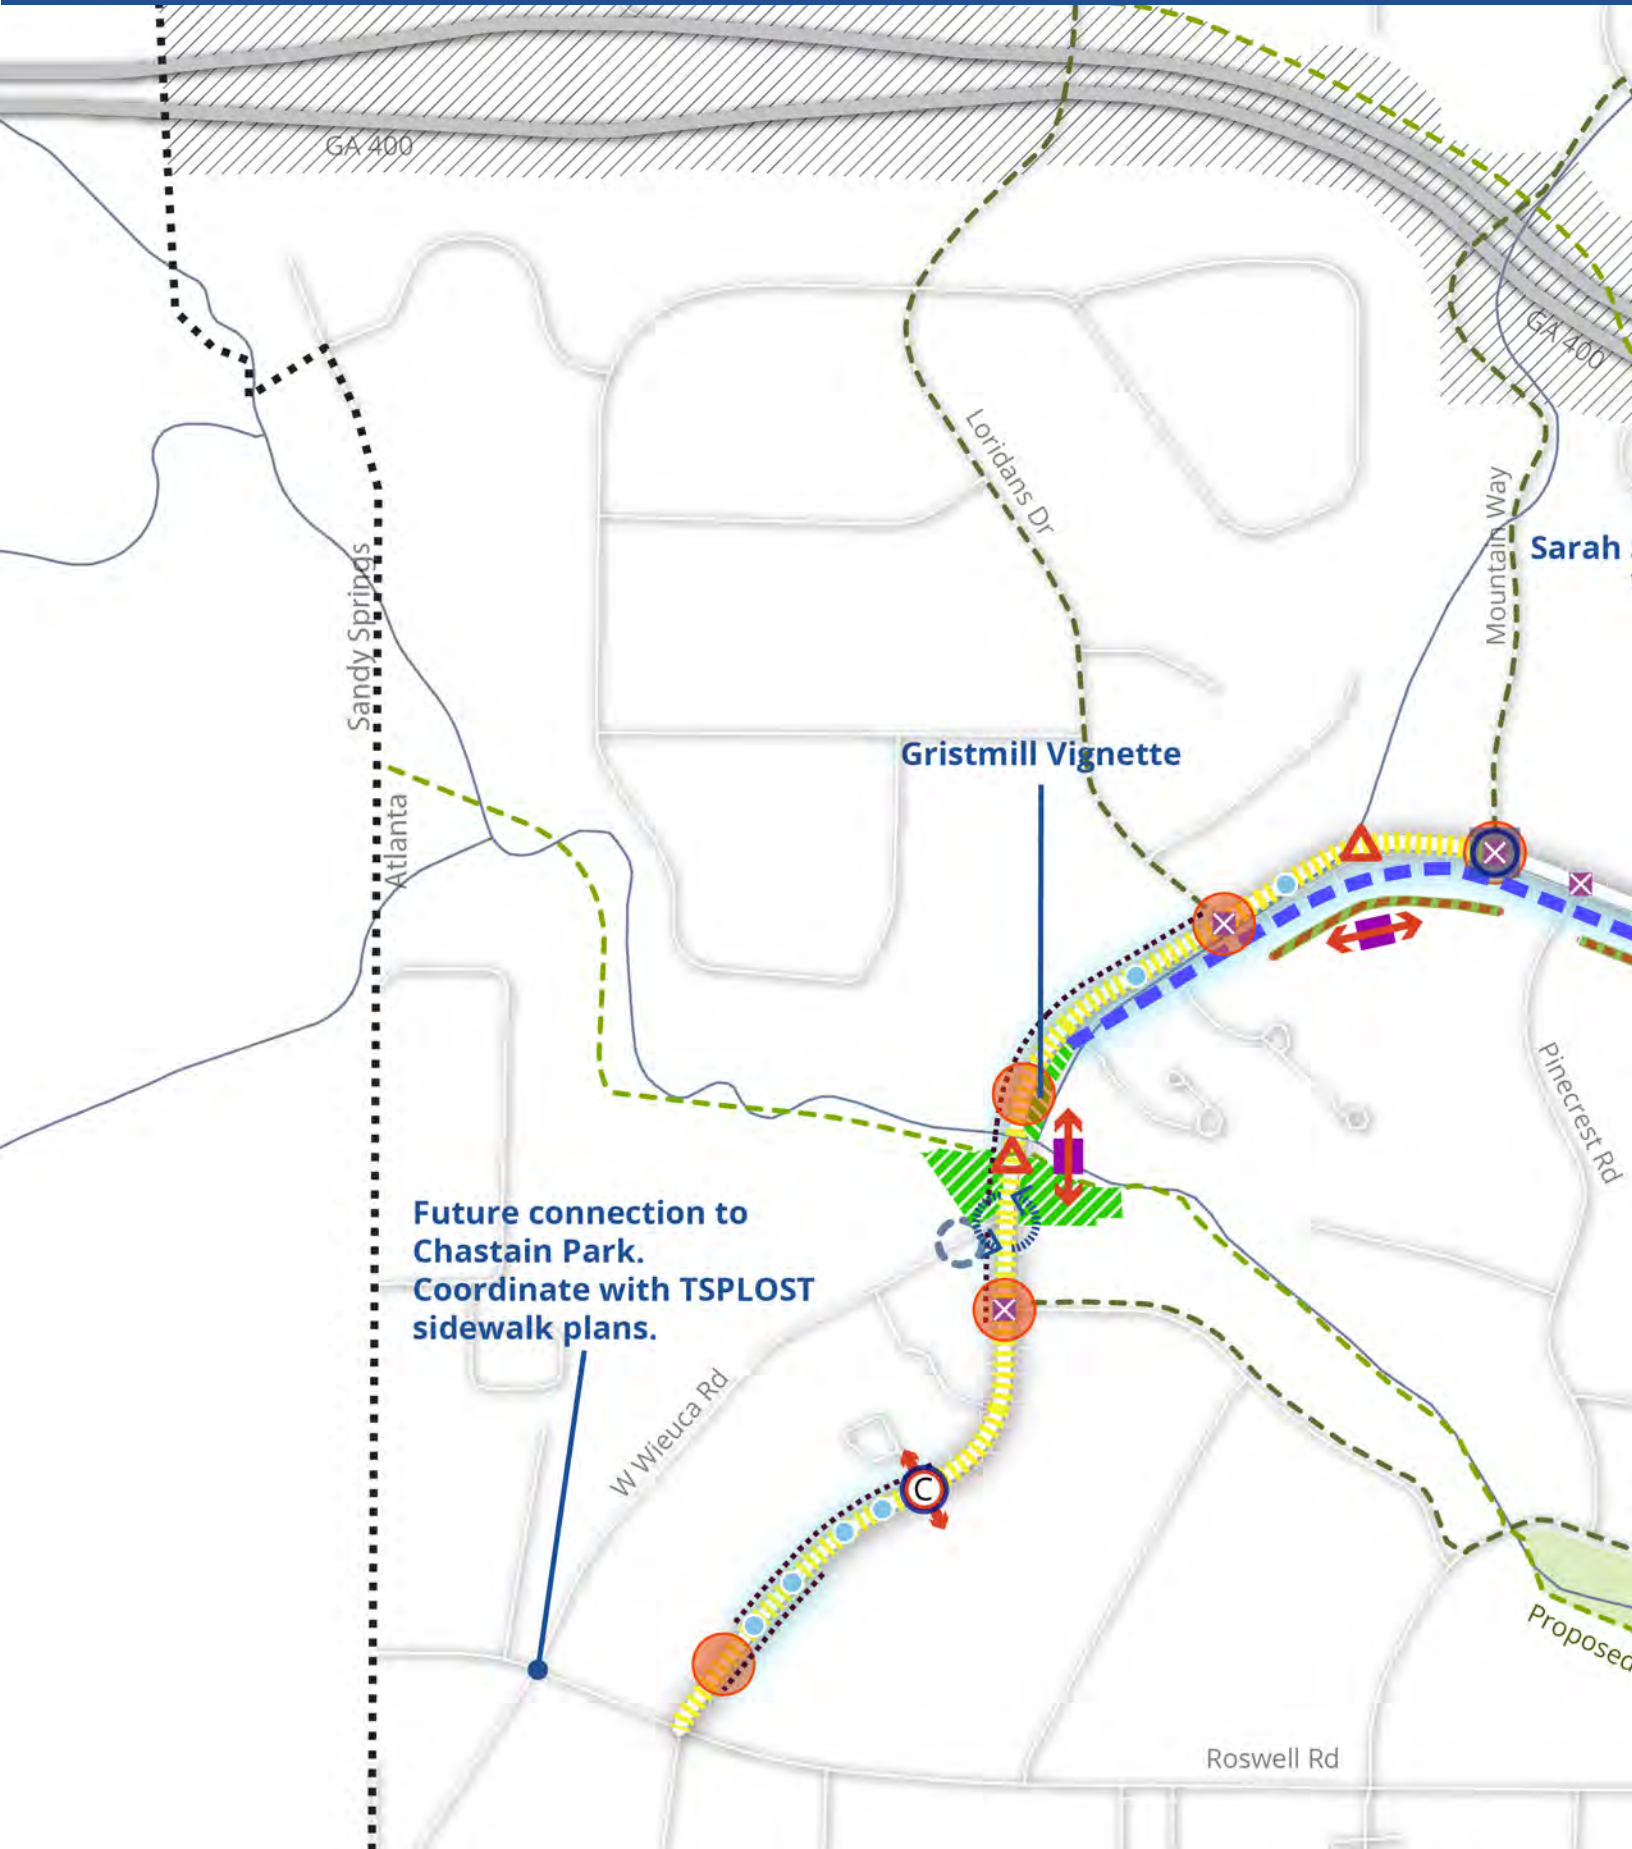 GA 400
GA 400
Loridans Dr
Mountain Way
Sarah
Sandy Springs
Gristmill Vignette
Atlanta
Pinecrest Rd
Future connection to
Chastain Park.
Coordinate with TSPLOST
sidewalk plans.
W Wieuca Rd
C
Proposed
Roswell Rd